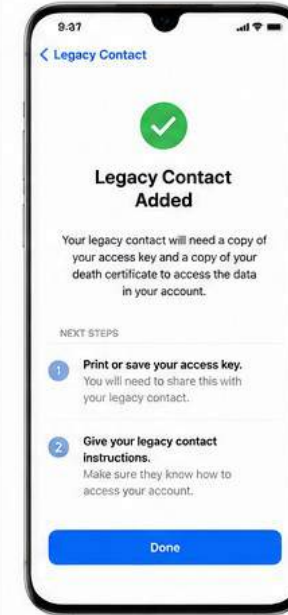 9:37
Legacy Contact
Legacy Contact
Added
Your legacy contact will need a copy of
your access key and a copy of your
death certificate to access the data
in your account.
NEXT STEPS
1
Print or save your access key.
You will need to share this with
your legacy contact.
2
Give your legacy contact
instructions.
Make sure they know how to
access your account.
Done